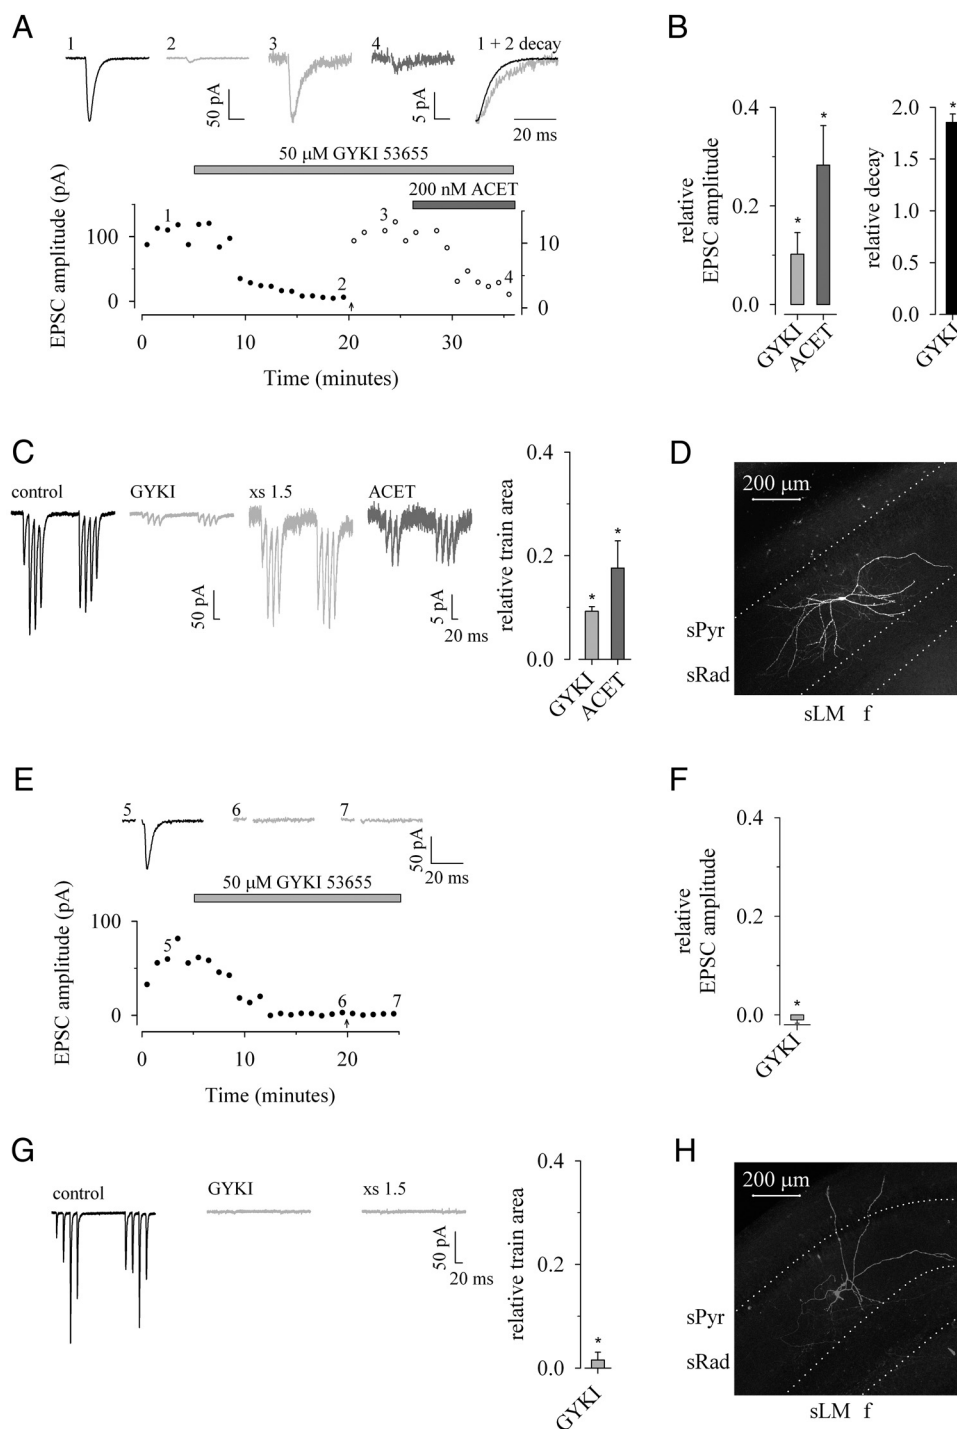 A
1 2 3 4 1 + 2 decay
50 pA
5 pA
20 ms
50 µM GYKI 53655
200 nM ACET
EPSC amplitude (pA)
100
0
1
2
3
4
10
0
0 10 20 30
Time (minutes)
B
relative
EPSC amplitude
0.4
0.2
0.0
*
*
GYKI
ACET
relative decay
2.0
1.5
1.0
0.5
0.0
*
GYKI
C
control GYKI xs 1.5 ACET
50 pA
5 pA
20 ms
relative train area
0.4
0.2
0.0
*
*
GYKI
ACET
D
200 µm
sPyr
sRad
sLM f
E
5 6 7
50 pA
20 ms
50 µM GYKI 53655
EPSC amplitude (pA)
100
0
5
6
7
0 10 20
Time (minutes)
F
relative
EPSC amplitude
0.4
0.2
0.0
*
GYKI
G
control GYKI xs 1.5
50 pA
20 ms
relative train area
0.4
0.2
0.0
*
GYKI
H
200 µm
sPyr
sRad
sLM f